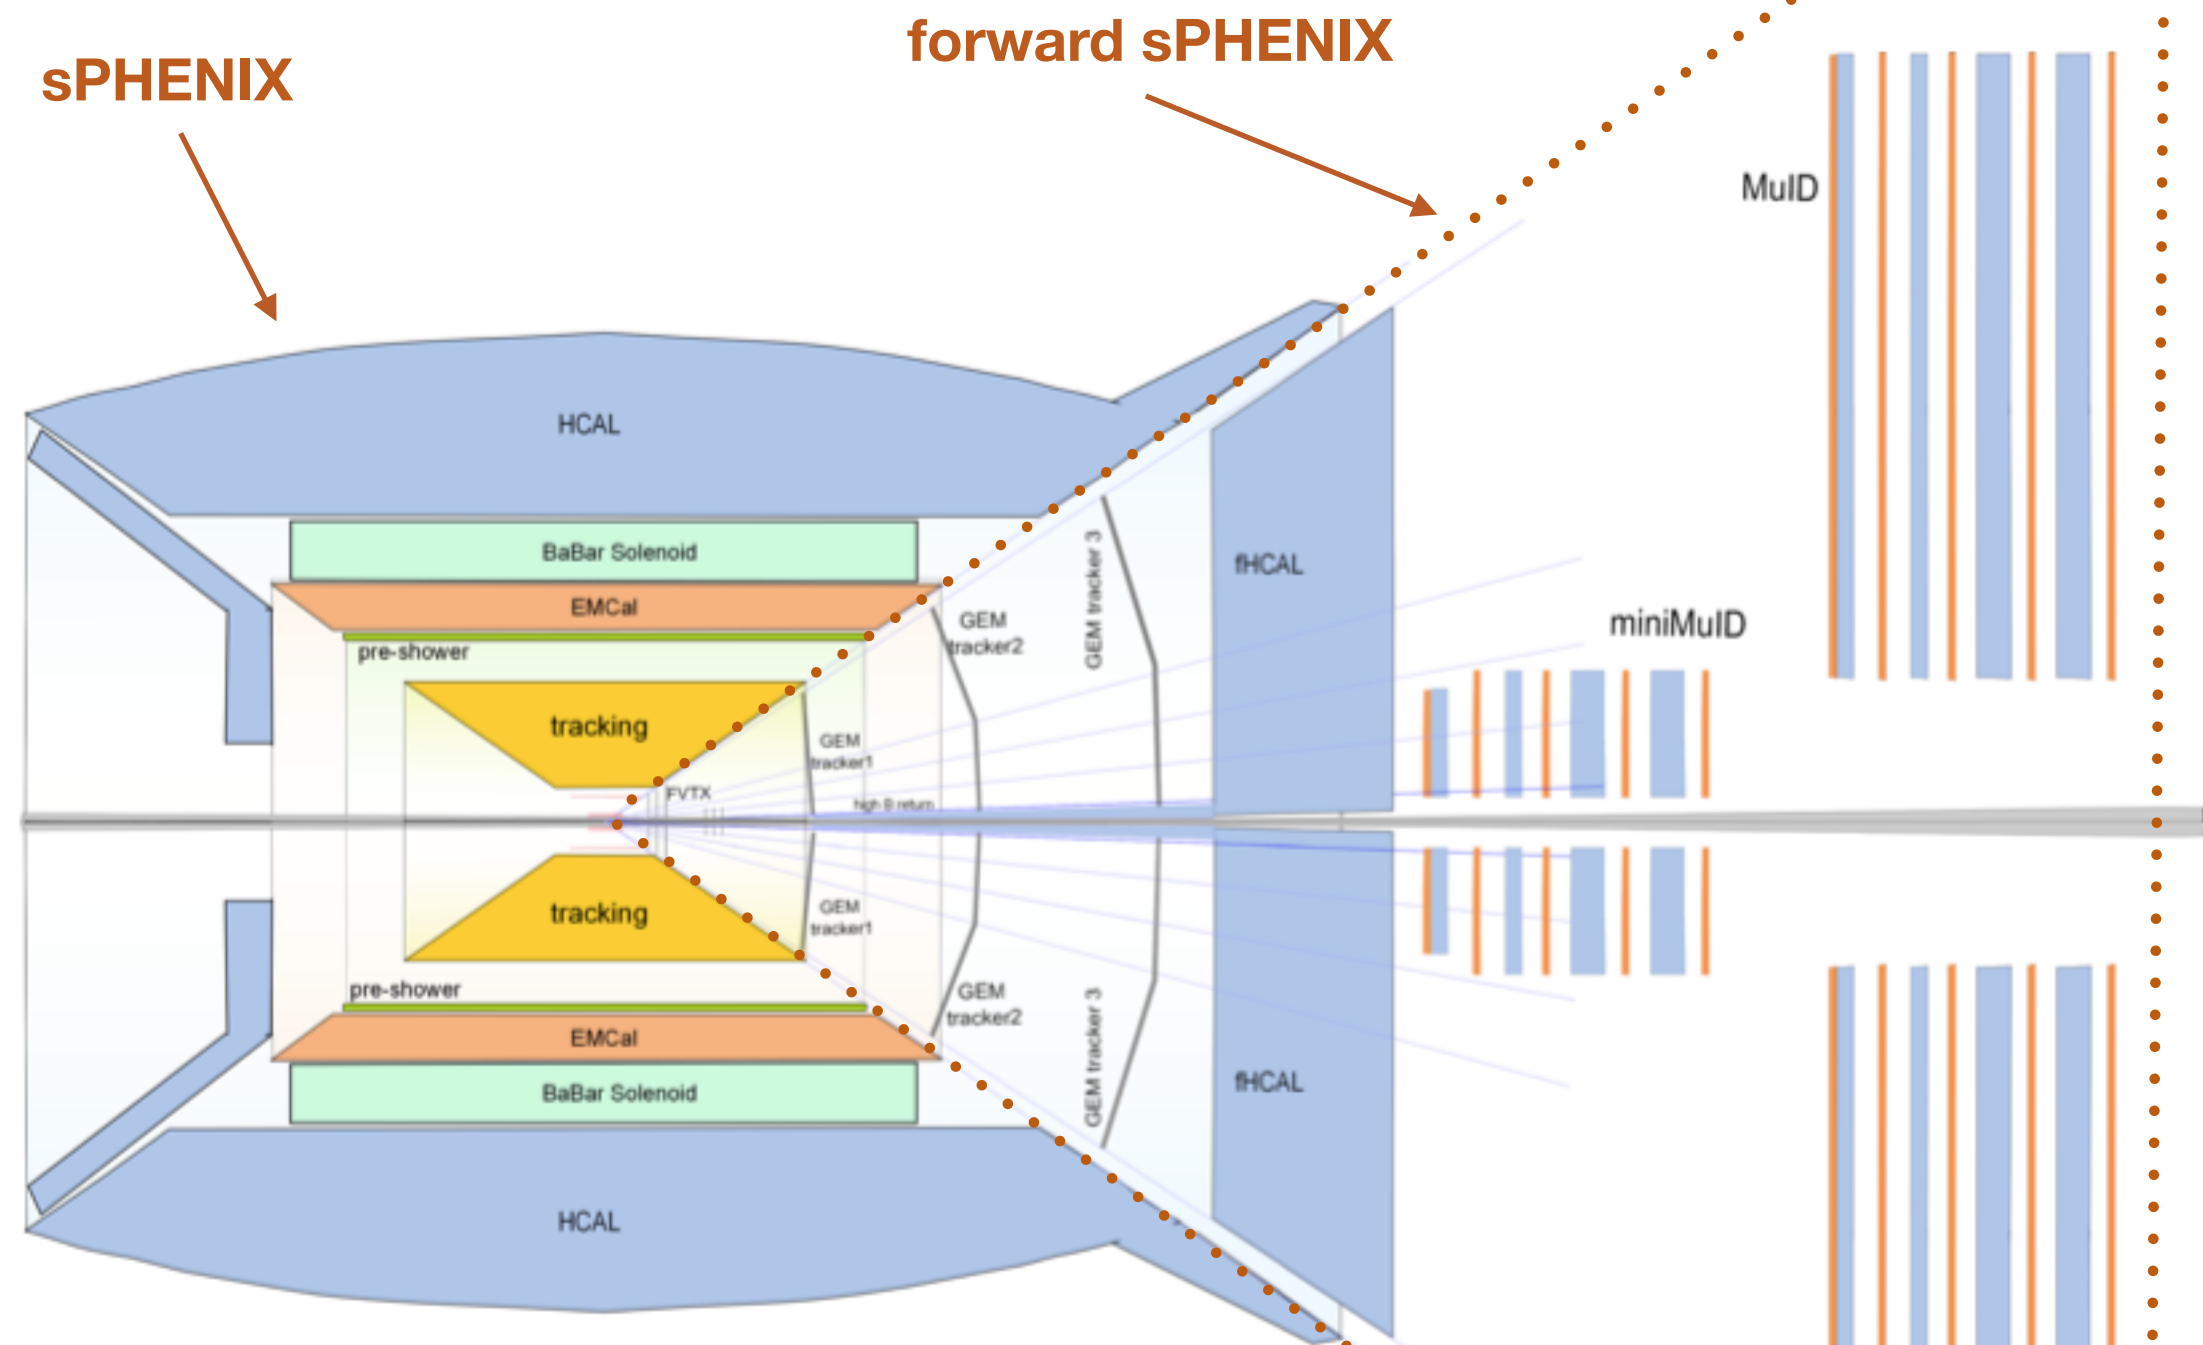 forward sPHENIX
sPHENIX
MuID
HCAL
BaBar Solenoid
EMCal
pre-shower
tracking
FVTX
GEM
tracker1
high B return
GEM
tracker2
GEM tracker 3
fHCAL
miniMuID
tracking
GEM
tracker1
pre-shower
GEM
tracker2
EMCal
BaBar Solenoid
GEM tracker 3
fHCAL
HCAL